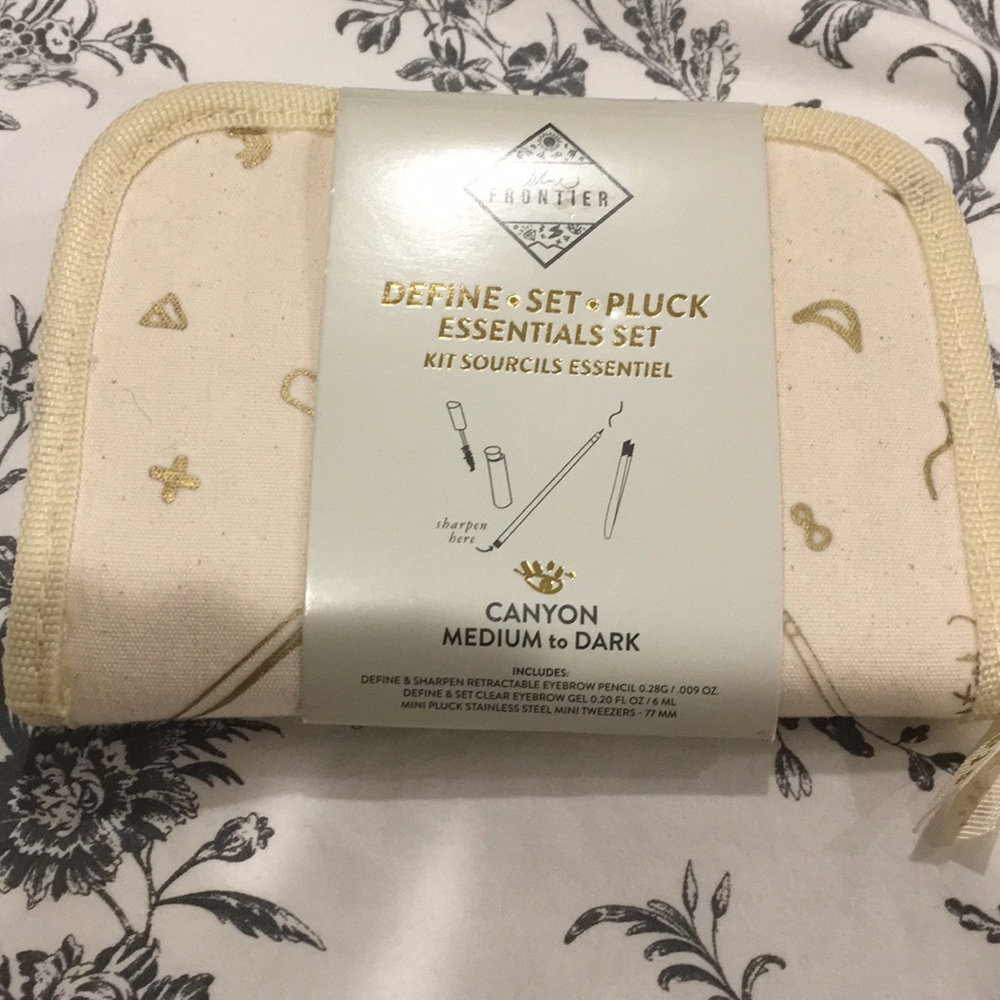 FRONTIER
DEFINE • SET • PLUCK
ESSENTIALS SET
KIT SOURCILS ESSENTIEL
sharpen
here
CANYON
MEDIUM to DARK
INCLUDES:
DEFINE & SHARPEN RETRACTABLE EYEBROW PENCIL 0.28G / .009 OZ.
DEFINE & SET CLEAR EYEBROW GEL 0.20 FL OZ / 6 ML
MINI PLUCK STAINLESS STEEL MINI TWEEZERS - 77 MM